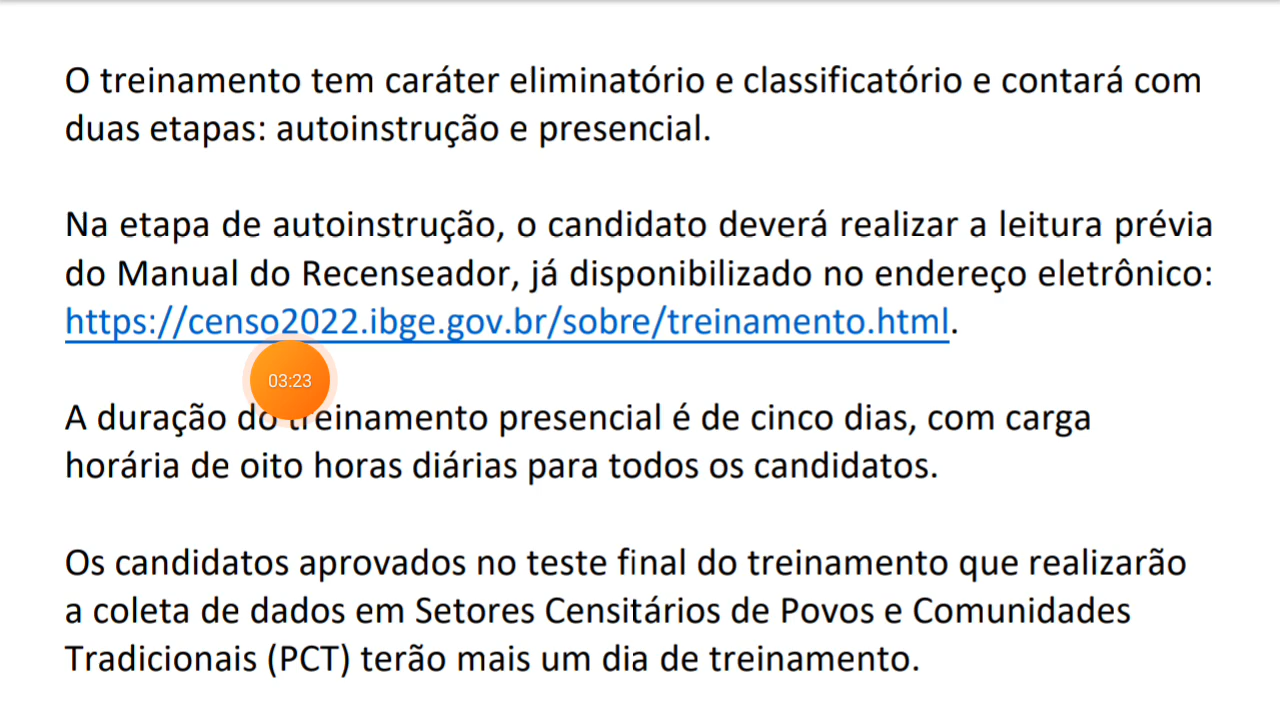 O treinamento tem caráter eliminatório e classificatório e contará com
duas etapas: autoinstrução e presencial.
Na etapa de autoinstrução, o candidato deverá realizar a leitura prévia
do Manual do Recenseador, já disponibilizado no endereço eletrônico:
https://censo2022.ibge.gov.br/sobre/treinamento.html.
03:23
A duração do treinamento presencial é de cinco dias, com carga
horária de oito horas diárias para todos os candidatos.
Os candidatos aprovados no teste final do treinamento que realizarão
a coleta de dados em Setores Censitários de Povos e Comunidades
Tradicionais (PCT) terão mais um dia de treinamento.